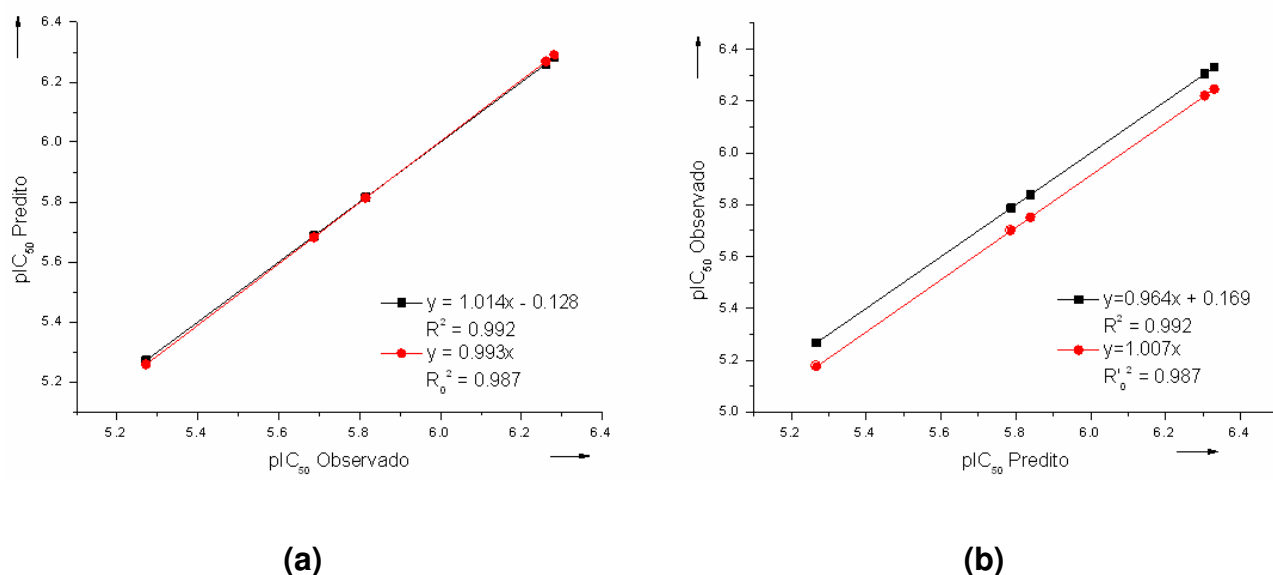 6.4
6.2
6.0
5.8
5.6
5.4
5.2
pIC₅₀ Predito
y = 1.014x - 0.128
R² = 0.992
y = 0.993x
R₀² = 0.987
5.2 5.4 5.6 5.8 6.0 6.2 6.4
pIC₅₀ Observado
(a)
6.4
6.2
6.0
5.8
5.6
5.4
5.2
5.0
pIC₅₀ Observado
y=0.964x + 0.169
R² = 0.992
y=1.007x
R'₀² = 0.987
5.2 5.4 5.6 5.8 6.0 6.2 6.4
pIC₅₀ Predito
(b)